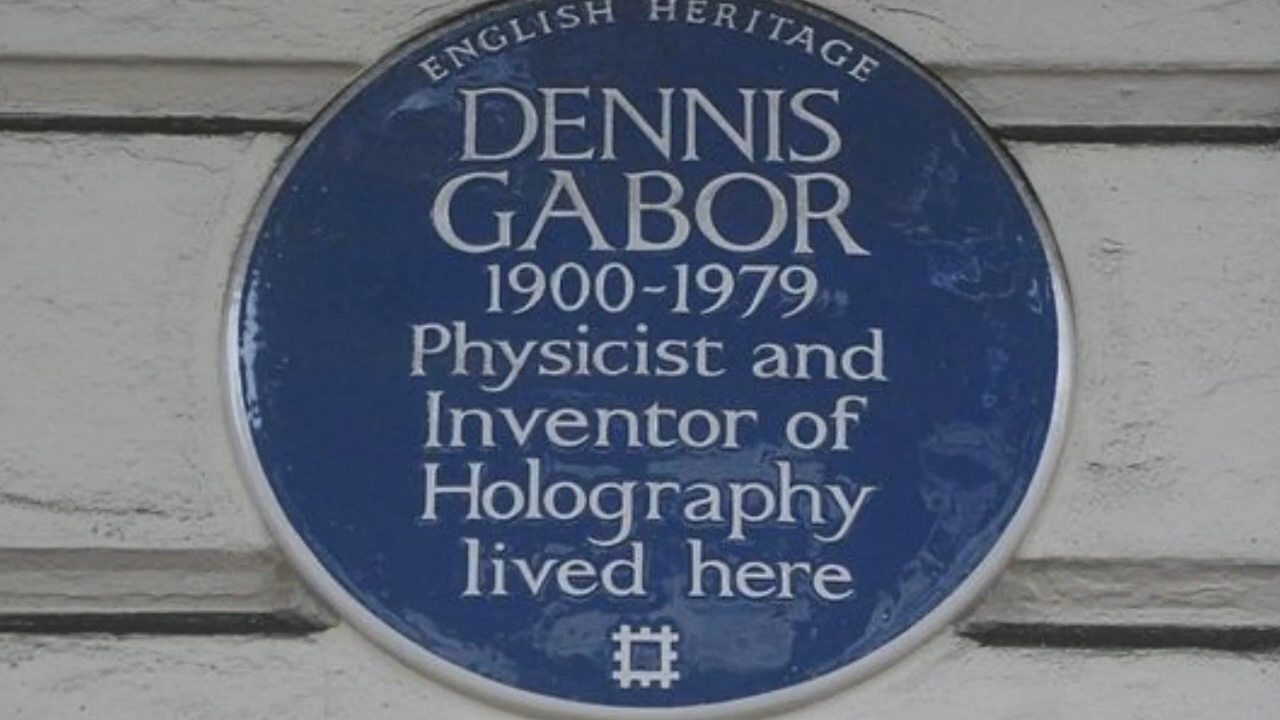 ENGLISH HERITAGE
DENNIS
GABOR
1900-1979
Physicist and
Inventor of
Holography
lived here